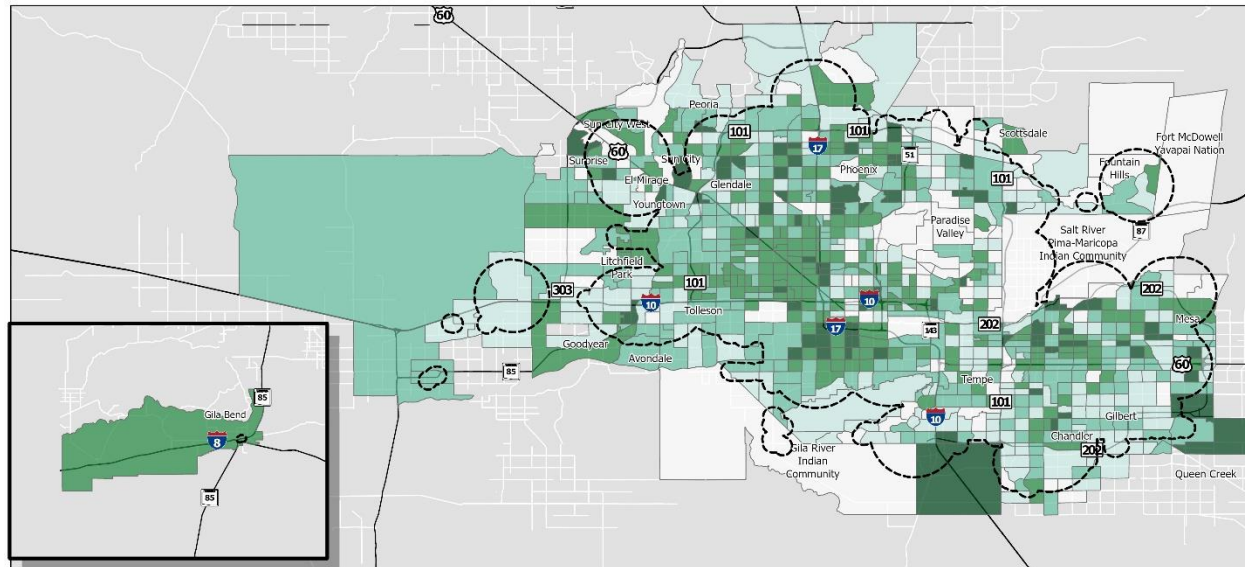 60
Peoria
Sun City West
101
101
17
51
Scottsdale
Fort McDowell
Yavapai Nation
Surprise
60
Sun City
El Mirage
Glendale
Phoenix
101
Fountain
Hills
Youngtown
Paradise
Valley
Salt River
Pima-Maricopa
Indian Community
87
Litchfield
Park
303
101
10
10
Tolleson
17
143
202
202
Mesa
Goodyear
Avondale
85
60
Tempe
101
10
Gilbert
Chandler
202
Gila River
Indian
Community
Queen Creek
85
Gila Bend
8
85